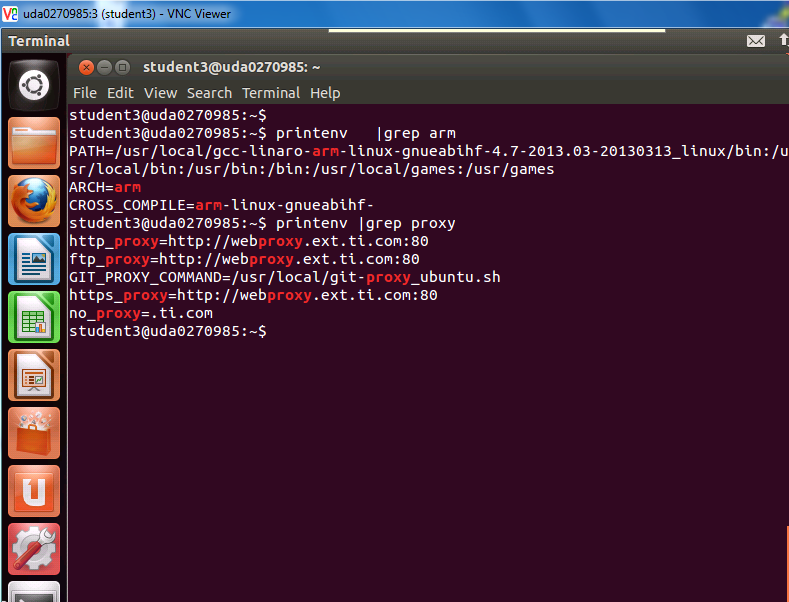 uda0270985:3 (student3) - VNC Viewer
Terminal
student3@uda0270985: ~
File Edit View Search Terminal Help
student3@uda0270985:~$
student3@uda0270985:~$ printenv   |grep arm
PATH=/usr/local/gcc-linaro-arm-linux-gnueabihf-4.7-2013.03-20130313_linux/bin:/u
sr/local/bin:/usr/bin:/bin:/usr/local/games:/usr/games
ARCH=arm
CROSS_COMPILE=arm-linux-gnueabihf-
student3@uda0270985:~$ printenv |grep proxy
http_proxy=http://webproxy.ext.ti.com:80
ftp_proxy=http://webproxy.ext.ti.com:80
GIT_PROXY_COMMAND=/usr/local/git-proxy_ubuntu.sh
https_proxy=http://webproxy.ext.ti.com:80
no_proxy=.ti.com
student3@uda0270985:~$